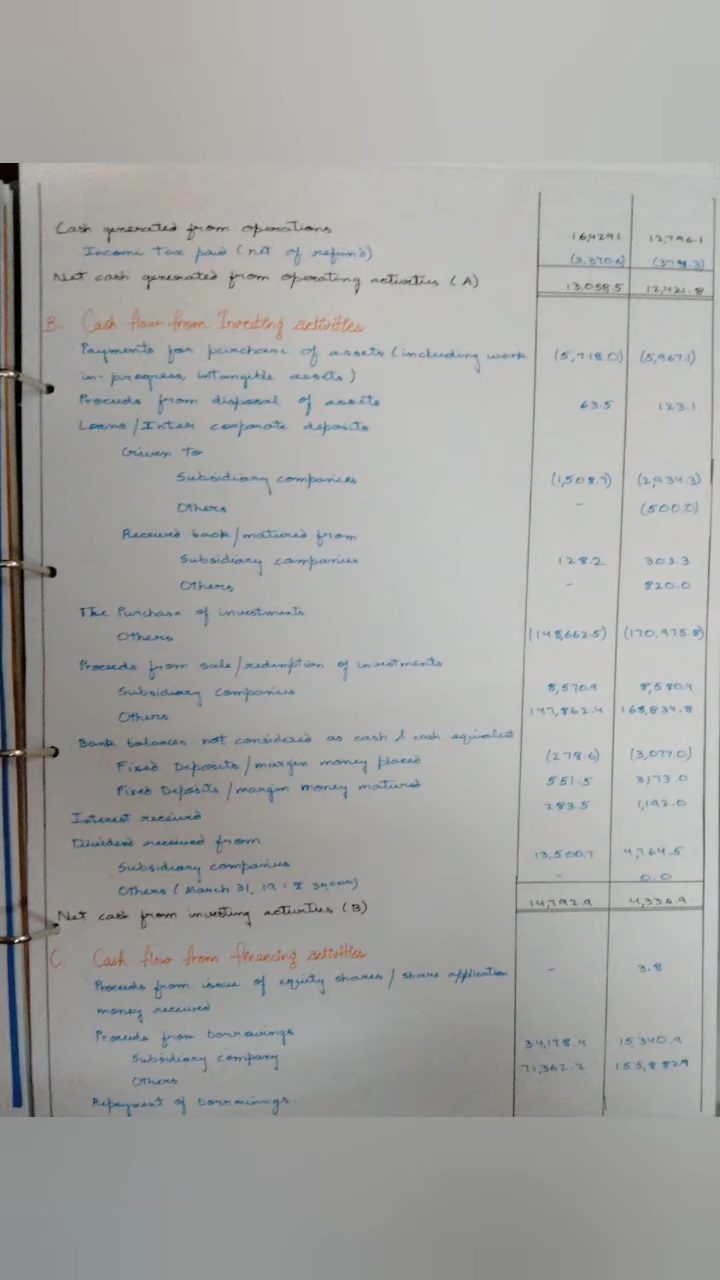 Cash generated from operations 16,429.1 12,796.1
Income Tax paid (net of refund) (3,370.6) (374.3)
Net cash generated from operating activities (A) 13,058.5 12,421.8
B. Cash flow from Investing activities
Payments for purchase of assets (including work (5,718.0) (5,967.1)
in-progress, intangible assets)
Proceeds from disposal of assets 63.5 123.1
Loans/Inter corporate deposits
Given to
Subsidiary companies (1,508.7) (2,934.3)
Others - (500.0)
Received back/matured from
Subsidiary companies 128.2 303.3
Others - 820.0
The Purchase of investments
Others (148,662.5) (170,975.8)
Proceeds from sale/redemption of investments
Subsidiary companies 8,570.9 8,580.4
Others 147,862.4 168,834.8
Bank balances not considered as cash & cash equivalent
Fixed Deposits/margin money placed (278.6) (3,077.0)
Fixed Deposits/margin money matured 551.5 3,173.0
Interest received 283.5 1,192.0
Dividend received from
Subsidiary companies 13,500.7 4,764.5
Others (March 31, 19 : ₹ 30,000) - 0.0
Net cash from investing activities (B) 14,792.9 4,336.9
C. Cash flow from financing activities
Proceeds from issue of equity shares/share application - 3.8
money received
Proceeds from borrowings
Subsidiary company 34,178.4 15,340.9
Others 71,362.2 155,882.9
Repayment of borrowings